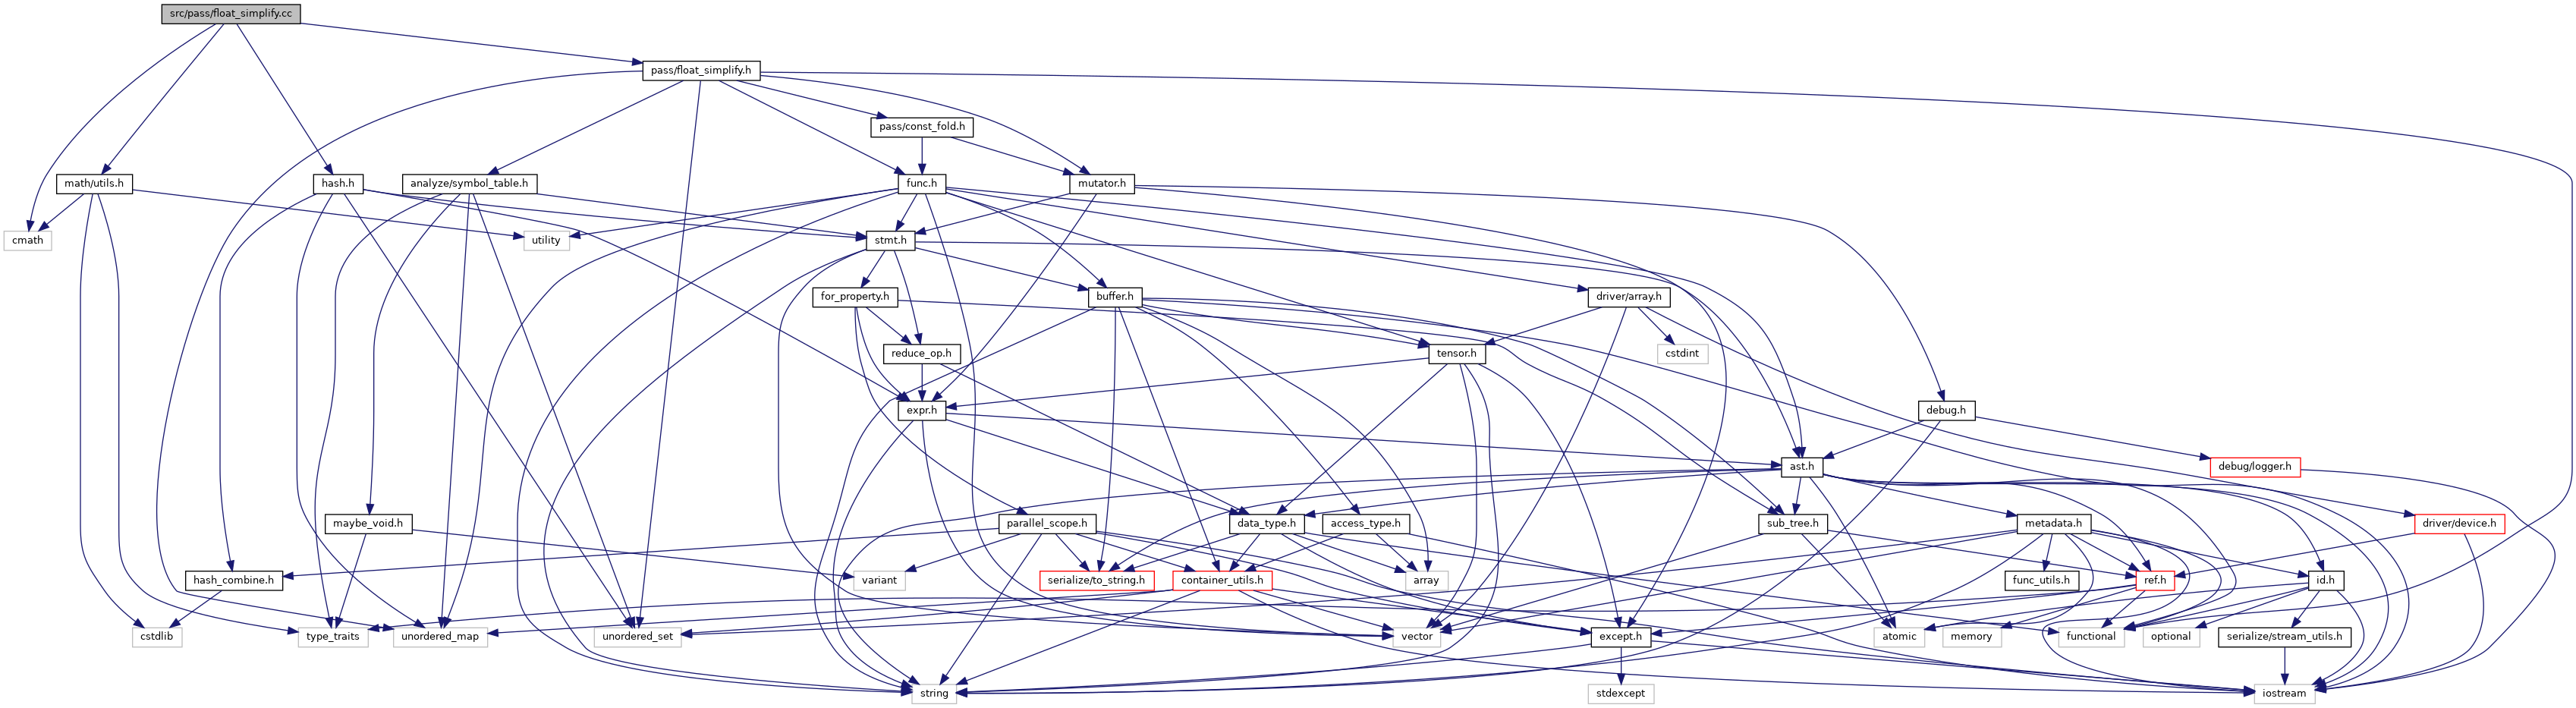 src/pass/float_simplify.cc
pass/float_simplify.h
pass/const_fold.h
math/utils.h
hash.h
analyze/symbol_table.h
func.h
mutator.h
cmath
utility
stmt.h
for_property.h
buffer.h
driver/array.h
reduce_op.h
tensor.h
cstdint
expr.h
debug.h
ast.h
debug/logger.h
maybe_void.h
parallel_scope.h
data_type.h
access_type.h
sub_tree.h
metadata.h
driver/device.h
hash_combine.h
variant
serialize/to_string.h
container_utils.h
array
func_utils.h
ref.h
id.h
cstdlib
type_traits
unordered_map
unordered_set
vector
except.h
atomic
memory
functional
optional
serialize/stream_utils.h
string
stdexcept
iostream